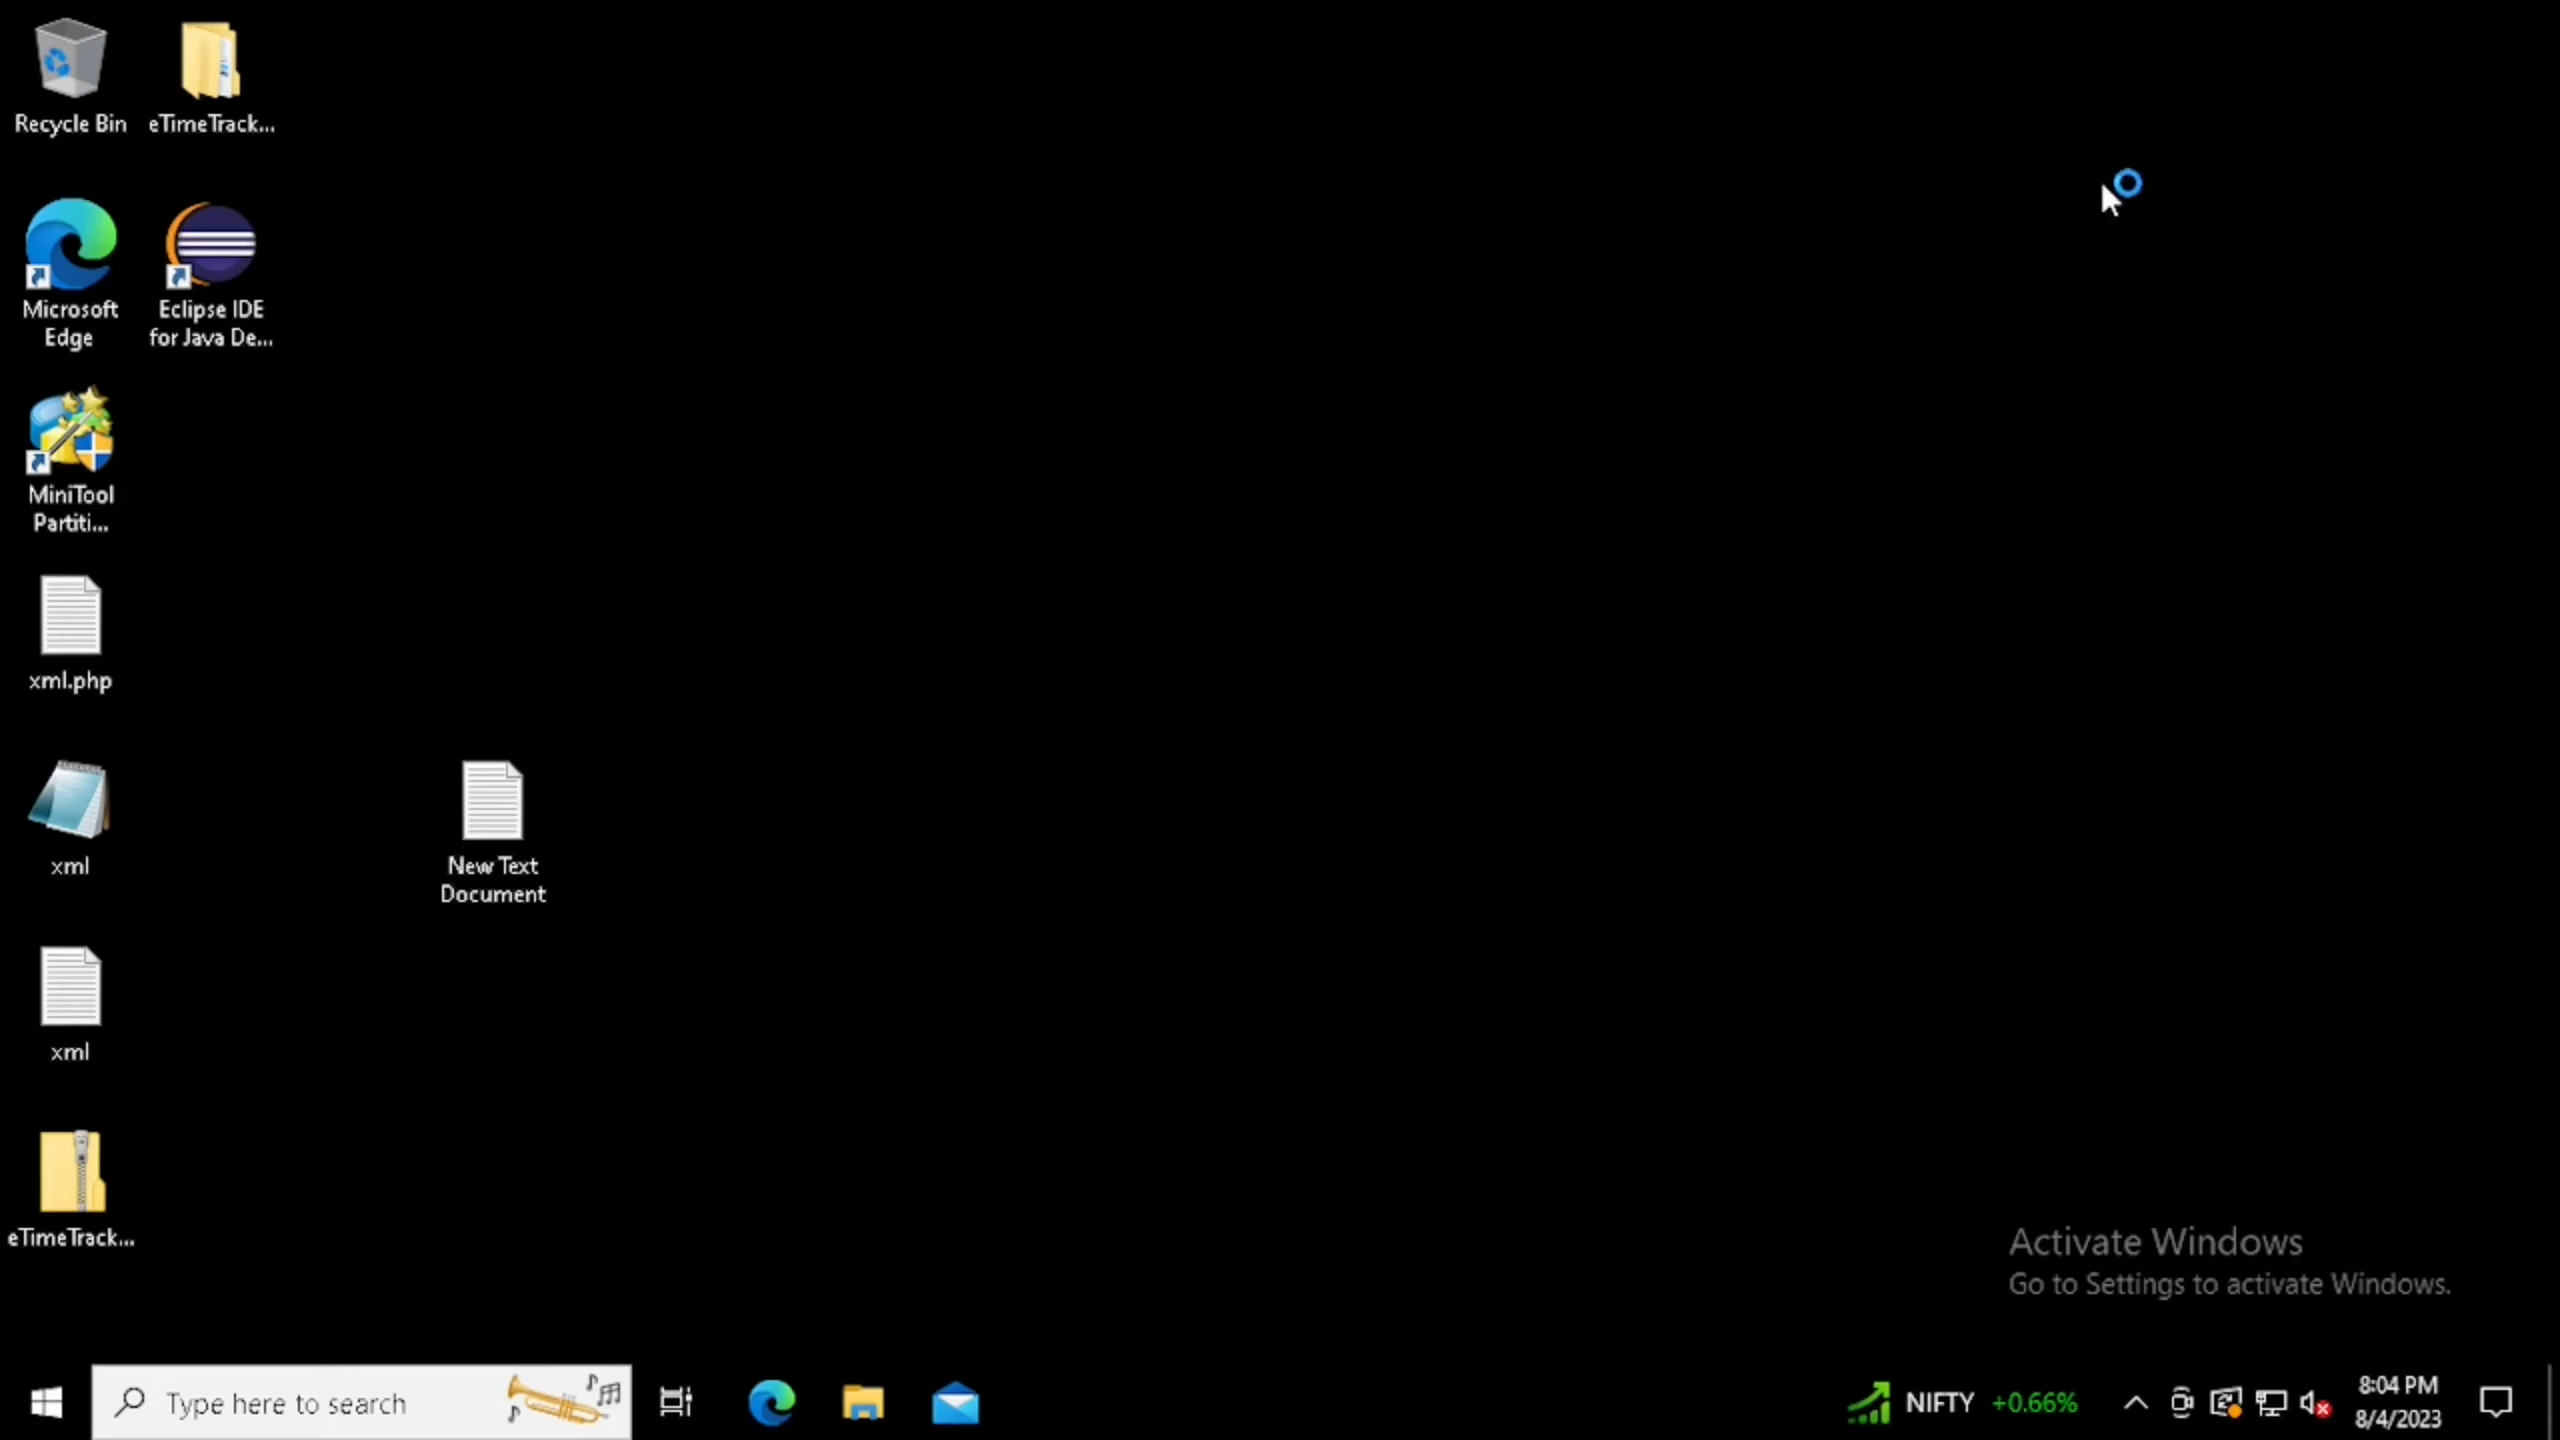 Recycle Bin
eTimeTrack...
Microsoft
Edge
Eclipse IDE
for Java De...
MiniTool
Partiti...
xml.php
xml
New Text
Document
xml
eTimeTrack...
Activate Windows
Go to Settings to activate Windows.
Type here to search
NIFTY +0.66%
8:04 PM
8/4/2023